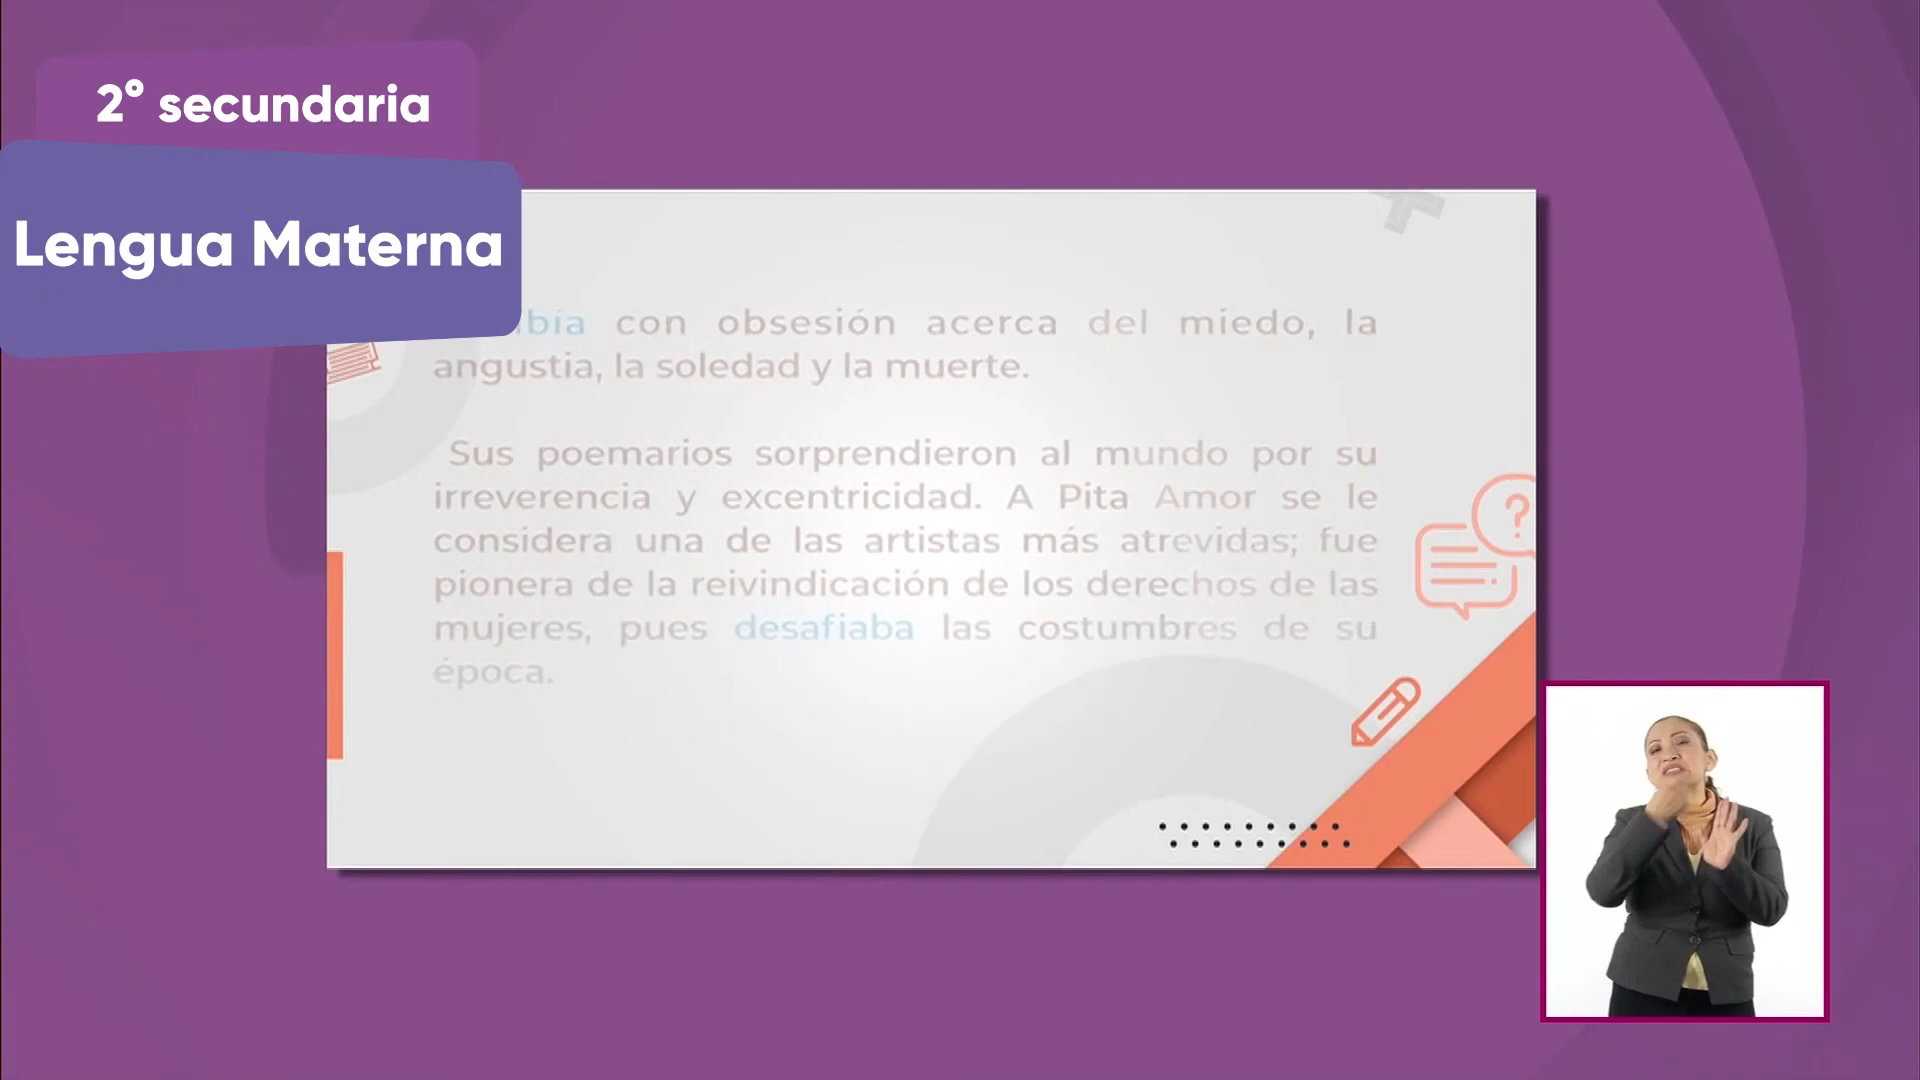 2° secundaria
Lengua Materna
con obsesión acerca del miedo, la
angustia, la soledad y la muerte.
Sus poemarios sorprendieron al mundo por su
irreverencia y excentricidad. A Pita Amor se le
considera una de las artistas más atrevidas; fue
pionera de la reivindicación de los derechos de las
mujeres, pues desafiaba las costumbres de su
época.